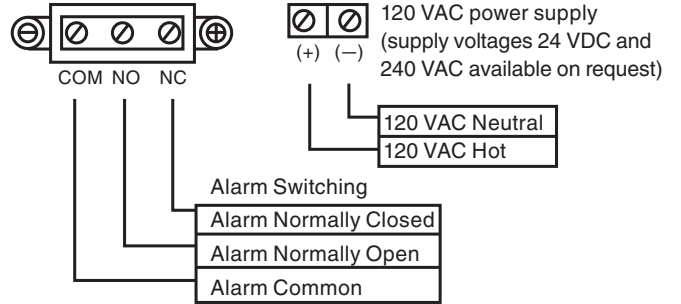 COM NO NC
(+) (—)
120 VAC power supply
(supply voltages 24 VDC and
240 VAC available on request)
120 VAC Neutral
120 VAC Hot
Alarm Switching
Alarm Normally Closed
Alarm Normally Open
Alarm Common